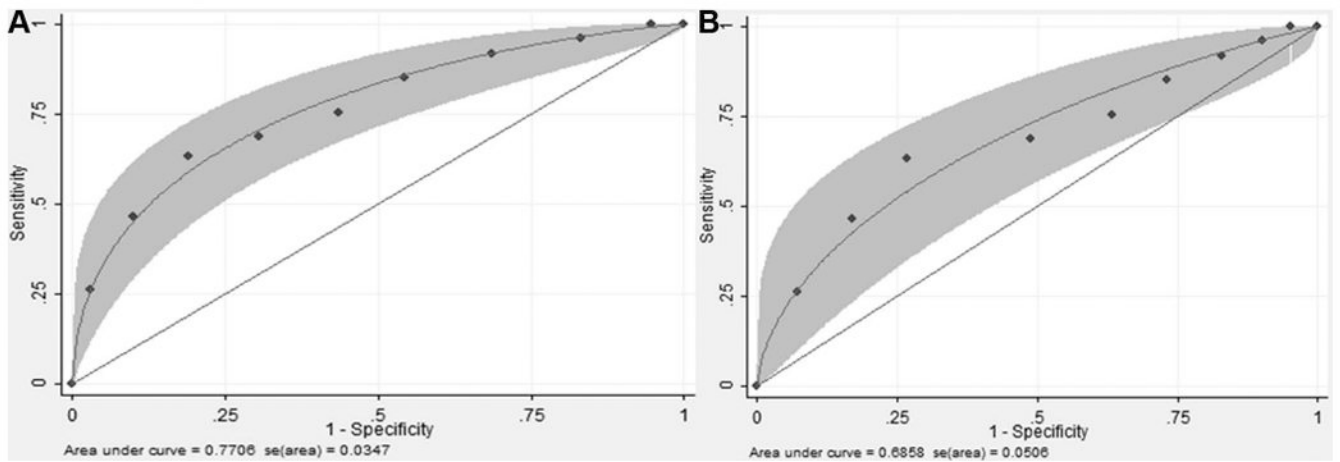 A
Sensitivity
1
.75
.5
.25
0
0 .25 .5 .75 1
1 - Specificity
Area under curve = 0.7706 se(area) = 0.0347
B
Sensitivity
1
.75
.5
.25
0
0 .25 .5 .75 1
1 - Specificity
Area under curve = 0.6858 se(area) = 0.0506